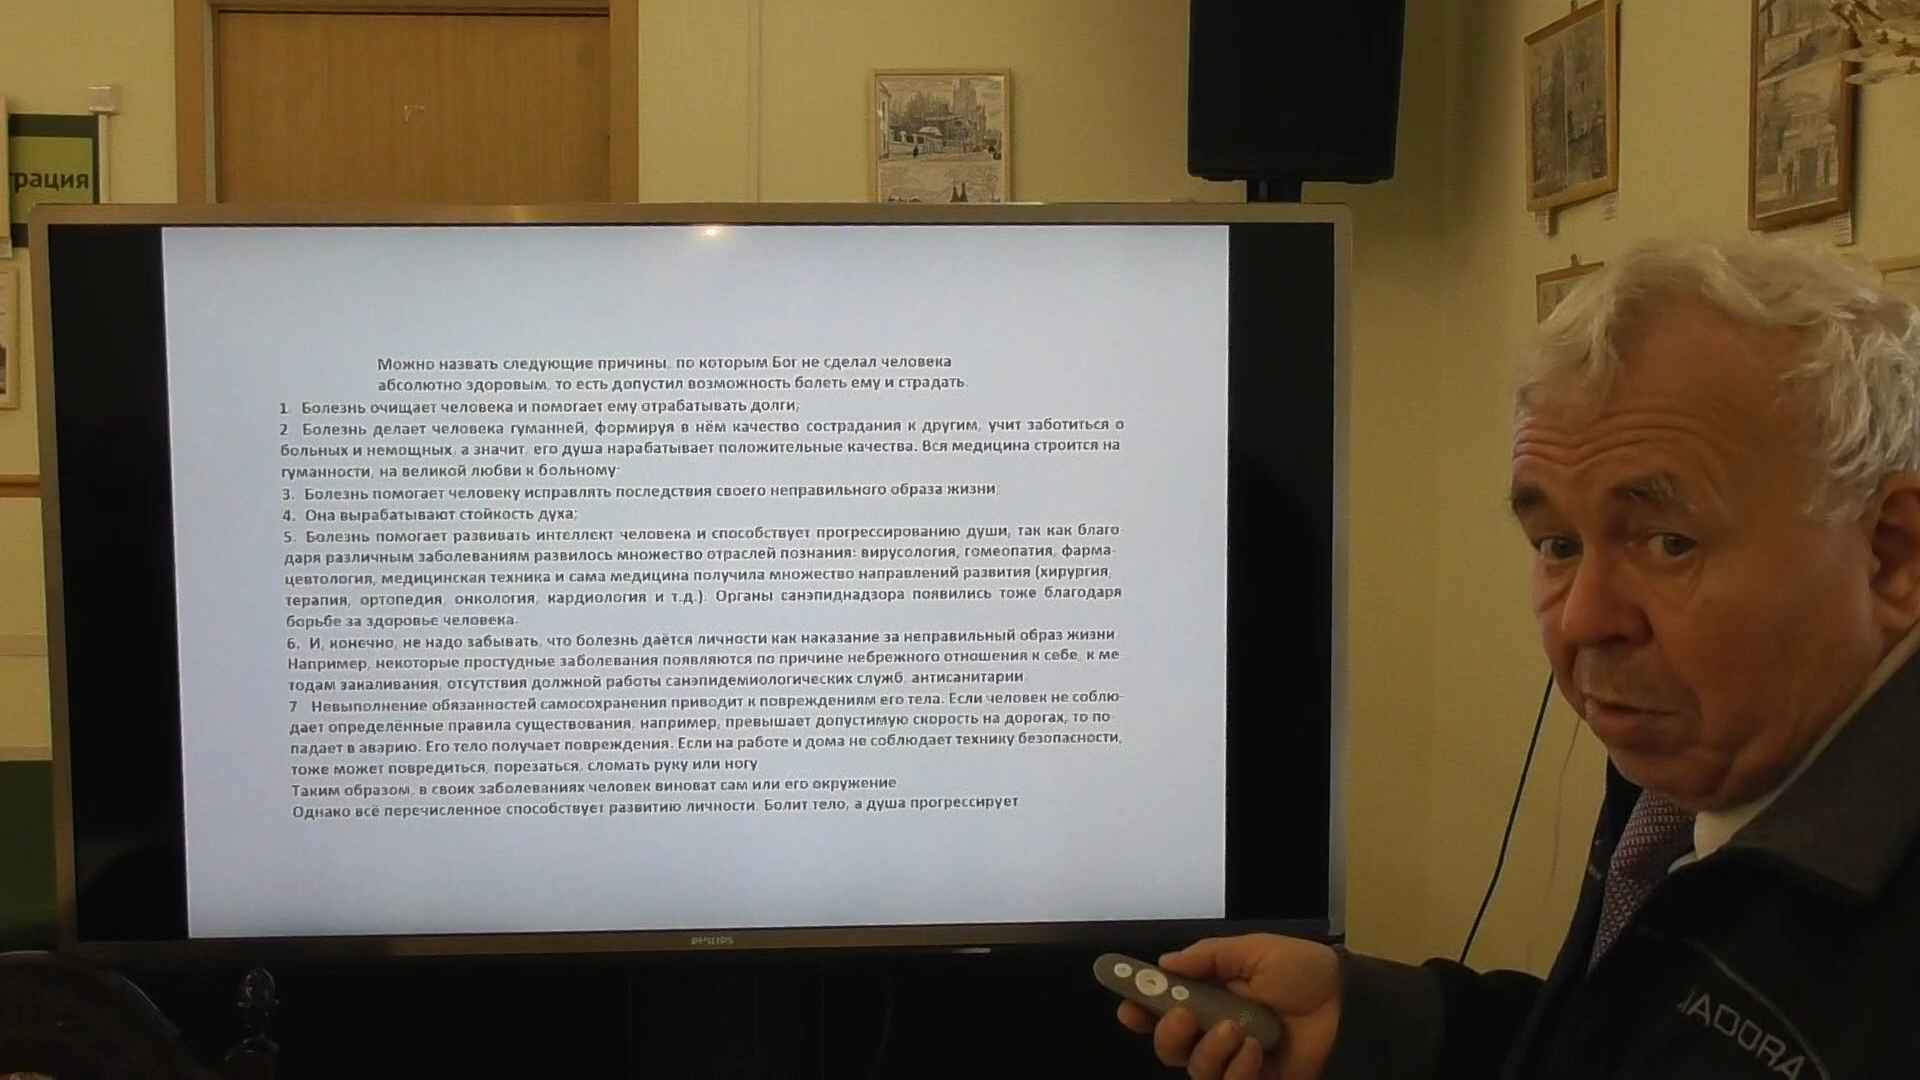 грация
Можно назвать следующие причины, по которым Бог не сделал человека
абсолютно здоровым, то есть допустил возможность болеть ему и страдать.
1. Болезнь очищает человека и помогает ему отрабатывать долги;
2. Болезнь делает человека гуманней, формируя в нём качество сострадания к другим, учит заботиться о
больных и немощных, а значит, его душа нарабатывает положительные качества. Вся медицина строится на
гуманности, на великой любви к больному;
3. Болезнь помогает человеку исправлять последствия своего неправильного образа жизни;
4. Она вырабатывают стойкость духа;
5. Болезнь помогает развивать интеллект человека и способствует прогрессированию души, так как благо-
даря различным заболеваниям развилось множество отраслей познания: вирусология, гомеопатия, фарма-
цевтология, медицинская техника и сама медицина получила множество направлений развития (хирургия,
терапия, ортопедия, онкология, кардиология и т.д.). Органы санэпиднадзора появились тоже благодаря
борьбе за здоровье человека.
6. И, конечно, не надо забывать, что болезнь даётся личности как наказание за неправильный образ жизни.
Например, некоторые простудные заболевания появляются по причине небрежного отношения к себе, к ме-
тодам закаливания, отсутствия должной работы санэпидемиологических служб, антисанитарии.
7. Невыполнение обязанностей самосохранения приводит к повреждениям его тела. Если человек не соблю-
дает определённые правила существования, например, превышает допустимую скорость на дорогах, то по-
падает в аварию. Его тело получает повреждения. Если на работе и дома не соблюдает технику безопасности,
тоже может повредиться, порезаться, сломать руку или ногу.
Таким образом, в своих заболеваниях человек виноват сам или его окружение.
Однако всё перечисленное способствует развитию личности. Болит тело, а душа прогрессирует.
PHILIPS
IADORA